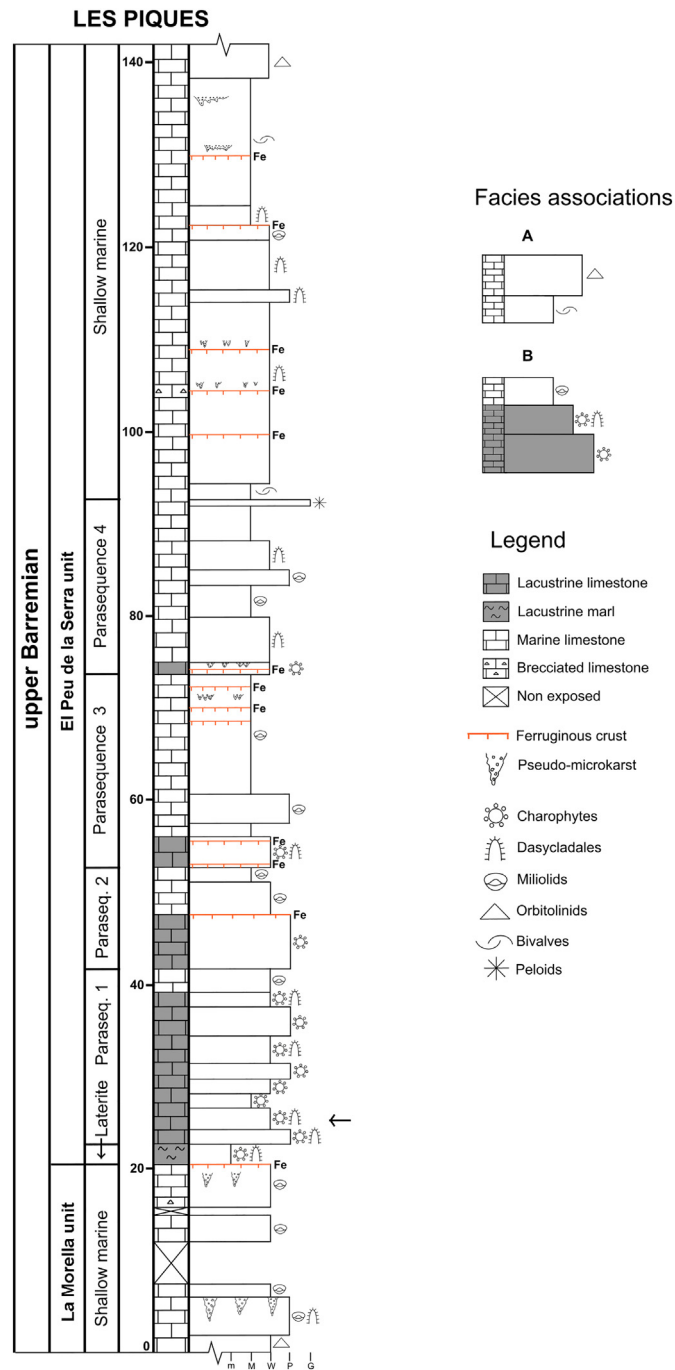 LES PIQUES
upper Barremian
El Peu de la Serra unit
La Morella unit
Shallow marine
Parasequence 4
Parasequence 3
Paraseq. 2
Paraseq. 1
Laterite
Shallow marine
140
120
100
80
60
40
20
0
Fe
Fe
Fe
Fe
Fe
Fe
Fe
Fe
Fe
Fe
Fe
Fe
m M W P G
Facies associations
A
B
Legend
Lacustrine limestone
Lacustrine marl
Marine limestone
Brecciated limestone
Non exposed
Ferruginous crust
Pseudo-microkarst
Charophytes
Dasycladales
Miliolids
Orbitolinids
Bivalves
Peloids